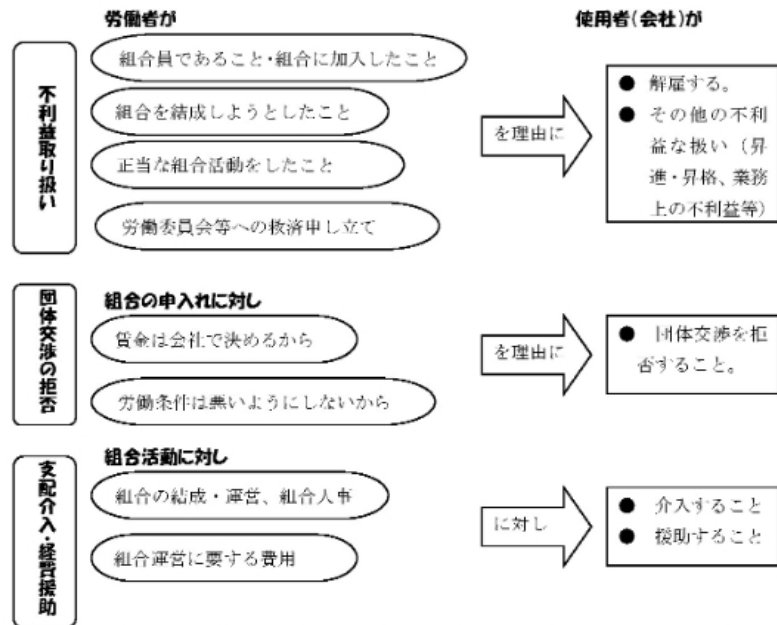 労働者が
使用者(会社)が
不利益取り扱い
組合員であること・組合に加入したこと
組合を結成しようとしたこと
正当な組合活動をしたこと
労働委員会等への救済申し立て
を理由に
● 解雇する。
● その他の不利
益な扱い（昇
進・昇格、業務
上の不利益等）
団体交渉の拒否
組合の申入れに対し
賃金は会社で決めるから
労働条件は悪いようにしないから
を理由に
● 団体交渉を拒
否すること。
支配介入・経費援助
組合活動に対し
組合の結成・運営、組合人事
組合運営に要する費用
に対し
● 介入すること
● 援助すること